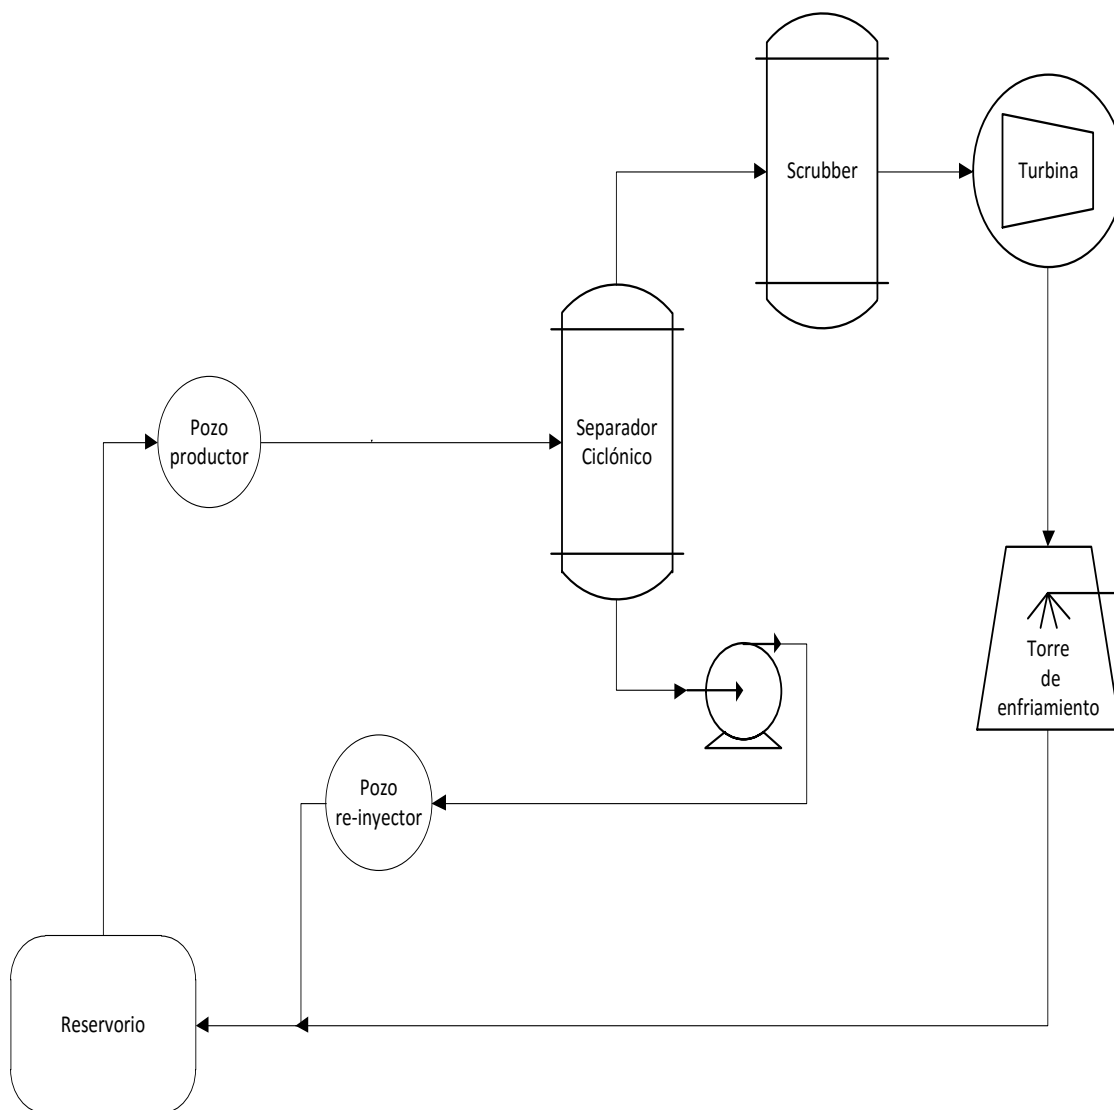 Scrubber
Turbina
Pozo
productor
Separador
Ciclónico
Torre
de
enfriamiento
Pozo
re-inyector
Reservorio